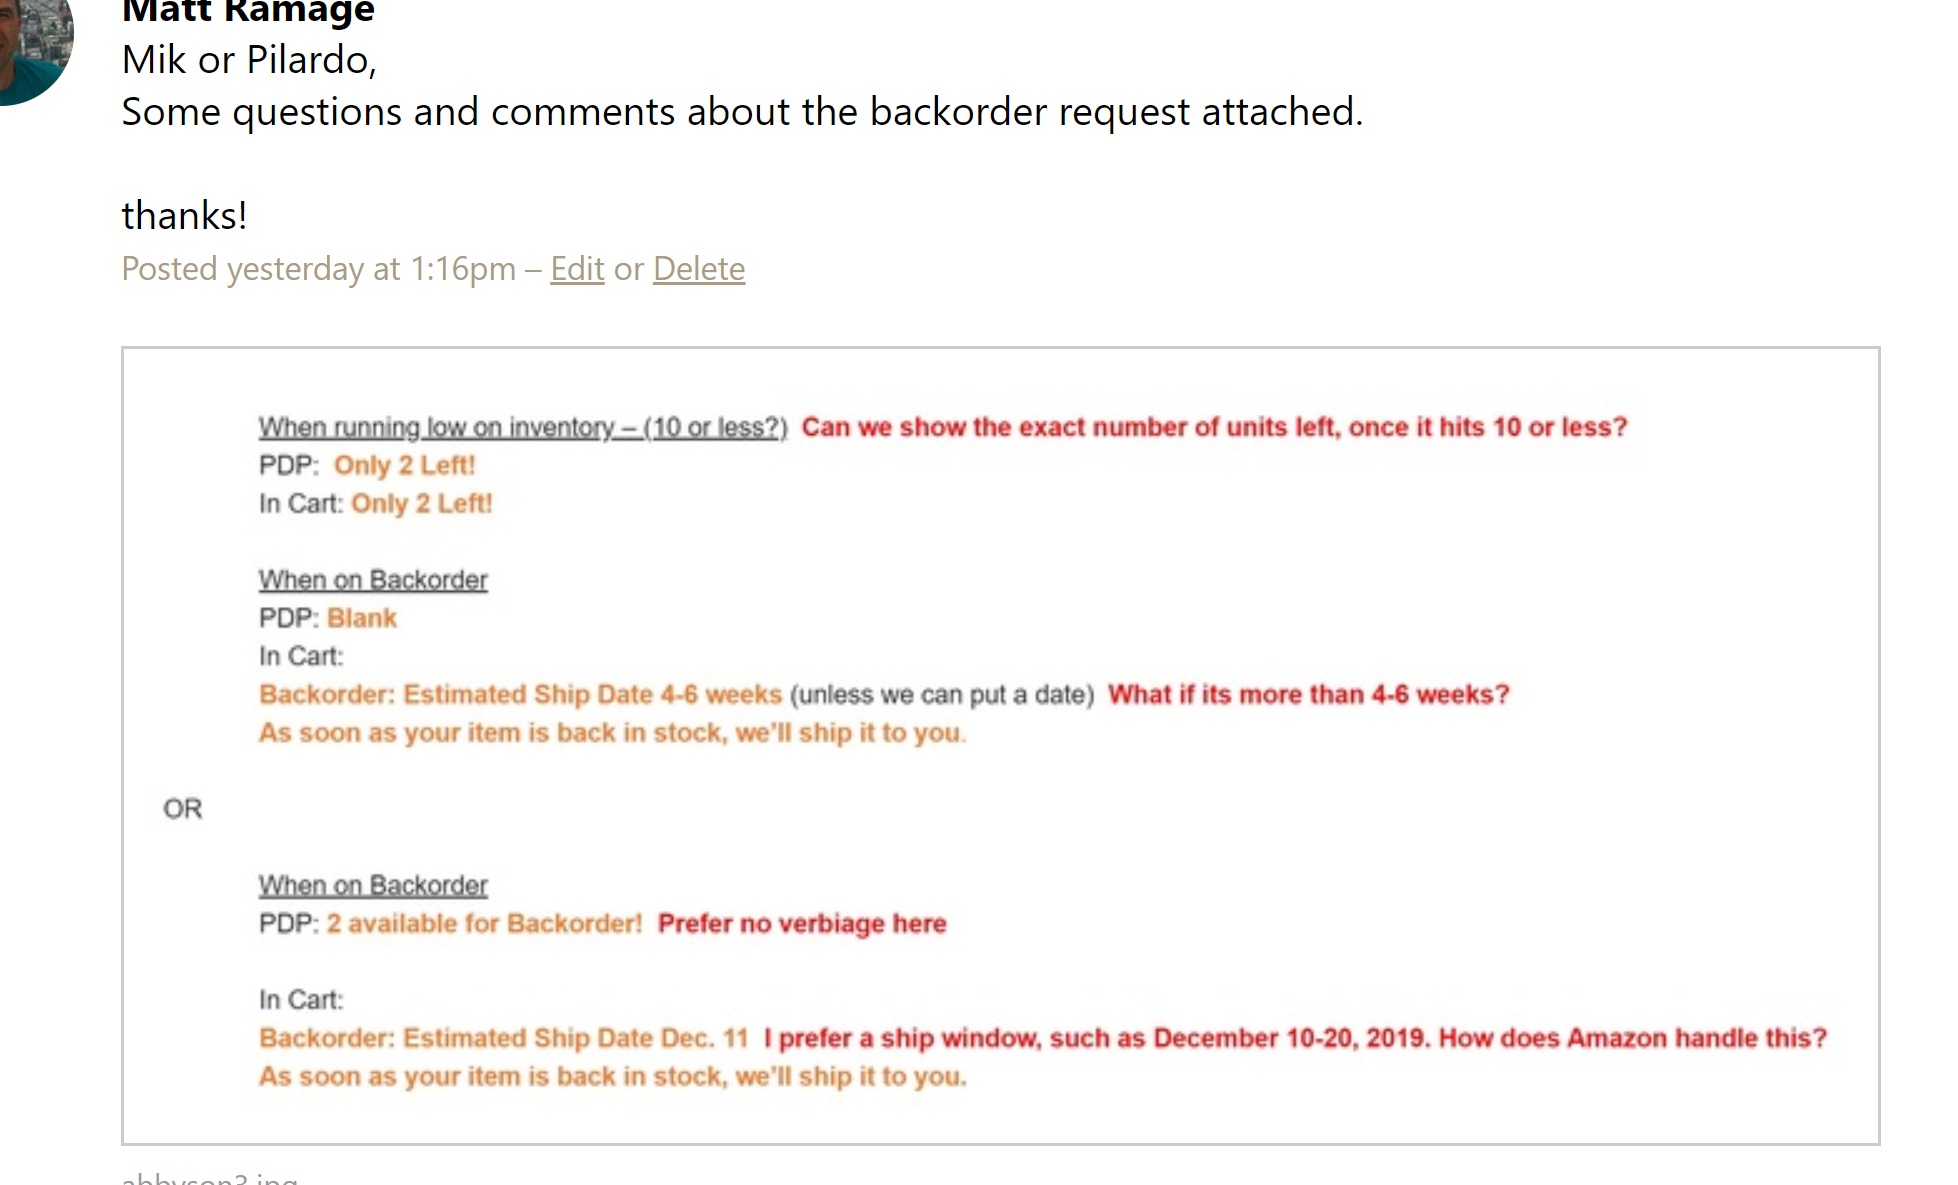 Matt Ramage
Mik or Pilardo,
Some questions and comments about the backorder request attached.
thanks!
Posted yesterday at 1:16pm – Edit or Delete
When running low on inventory – (10 or less?) Can we show the exact number of units left, once it hits 10 or less?
PDP: Only 2 Left!
In Cart: Only 2 Left!
When on Backorder
PDP: Blank
In Cart:
Backorder: Estimated Ship Date 4-6 weeks (unless we can put a date) What if its more than 4-6 weeks?
As soon as your item is back in stock, we'll ship it to you.
OR
When on Backorder
PDP: 2 available for Backorder! Prefer no verbiage here
In Cart:
Backorder: Estimated Ship Date Dec. 11 I prefer a ship window, such as December 10-20, 2019. How does Amazon handle this?
As soon as your item is back in stock, we'll ship it to you.